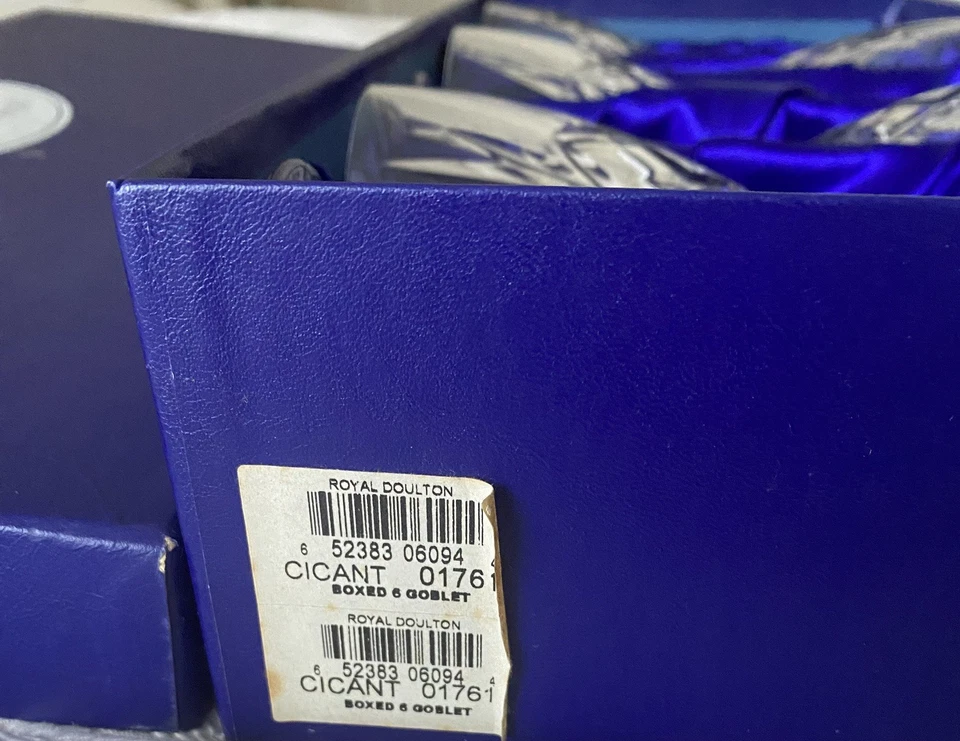 ROYAL DOULTON
6 52383 06094 4
CICANT 01761
BOXED 6 GOBLET
ROYAL DOULTON
6 52383 06094 4
CICANT 01761
BOXED 6 GOBLET